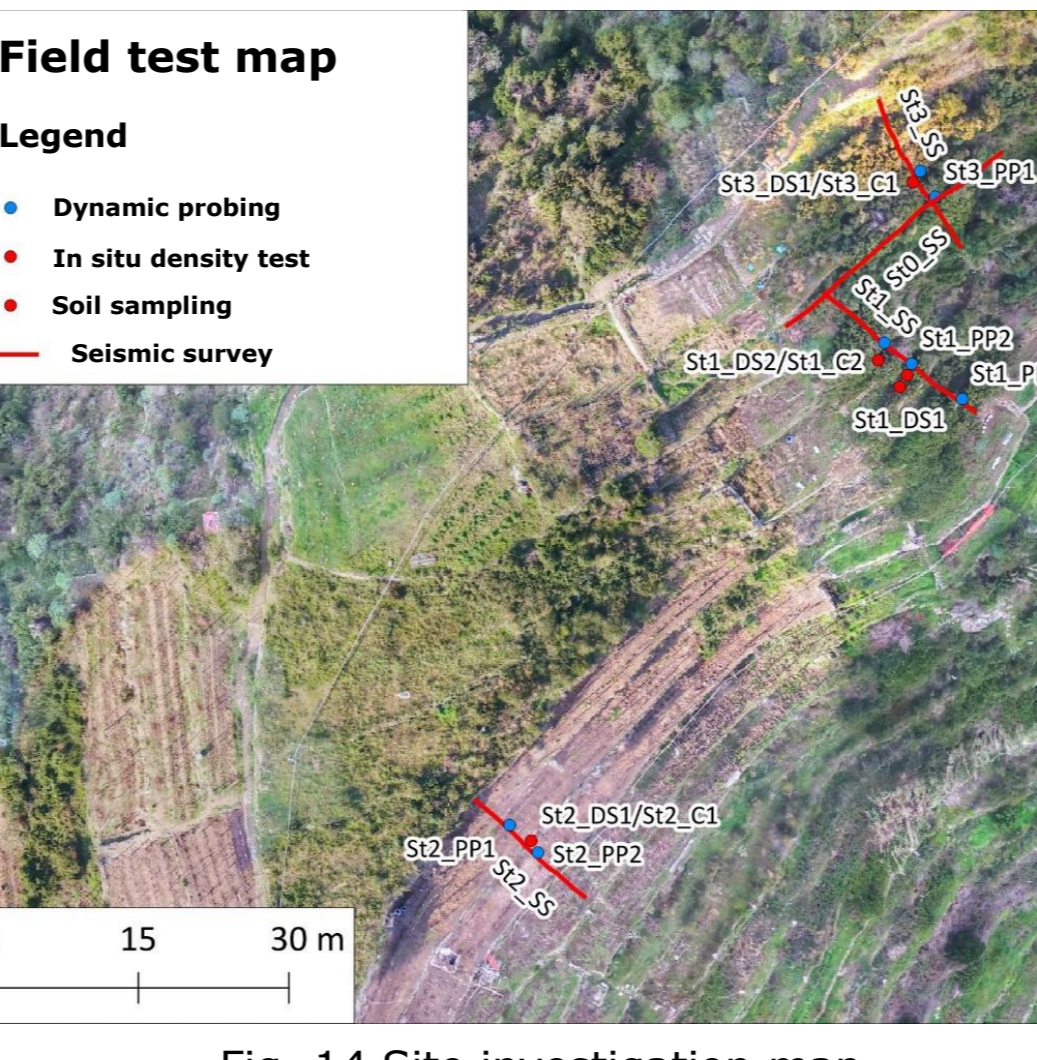 Field test map
Legend
Dynamic probing
In situ density test
Soil sampling
Seismic survey
St3_SS
St3_PP1
St3_DS1/St3_C1
St0_SS
St1_SS
St1_PP2
St1_DS2/St1_C2
St1_P
St1_DS1
St2_DS1/St2_C1
St2_PP1
St2_PP2
St2_SS
15 30 m